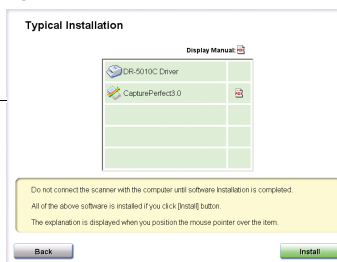 Typical Installation
Display Manual:
DR-5010C Driver
CapturePerfect3.0
Do not connect the scanner with the computer until software Installation is completed.
All of the above software is installed if you click [Install] button.
The explanation is displayed when you position the mouse pointer over the item.
Back
Install